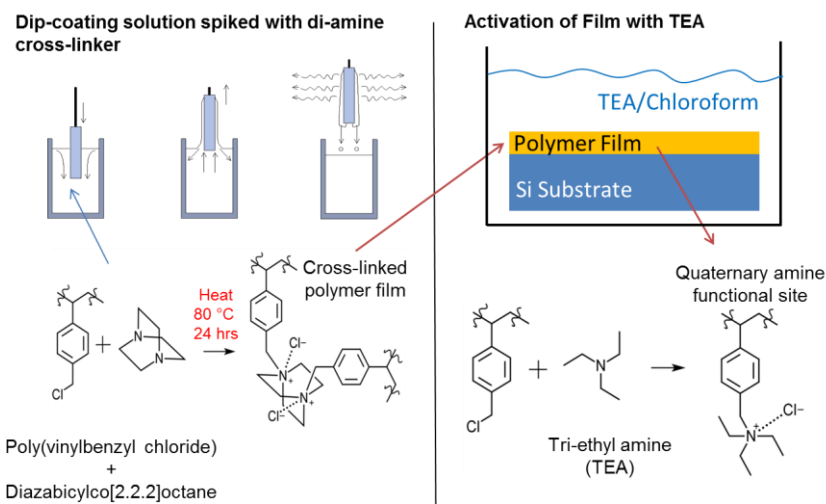 Dip-coating solution spiked with di-amine
cross-linker
Heat
80 °C
24 hrs
Cross-linked
polymer film
N
N
Cl
Cl⁻
N
+
Cl⁻
N
+
Poly(vinylbenzyl chloride)
+
Diazabicylco[2.2.2]octane
Activation of Film with TEA
TEA/Chloroform
Polymer Film
Si Substrate
Quaternary amine
functional site
Cl
N
Tri-ethyl amine
(TEA)
N
+
Cl⁻